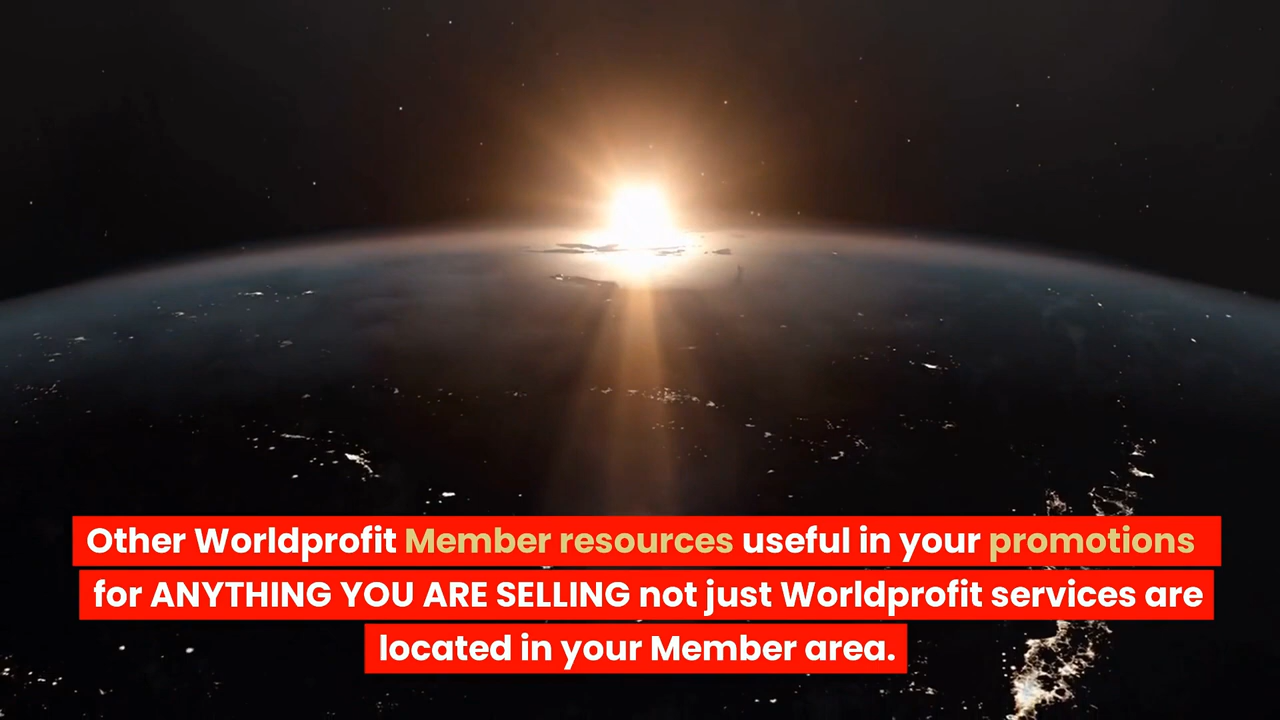 Other Worldprofit Member resources useful in your promotions
for ANYTHING YOU ARE SELLING not just Worldprofit services are
located in your Member area.